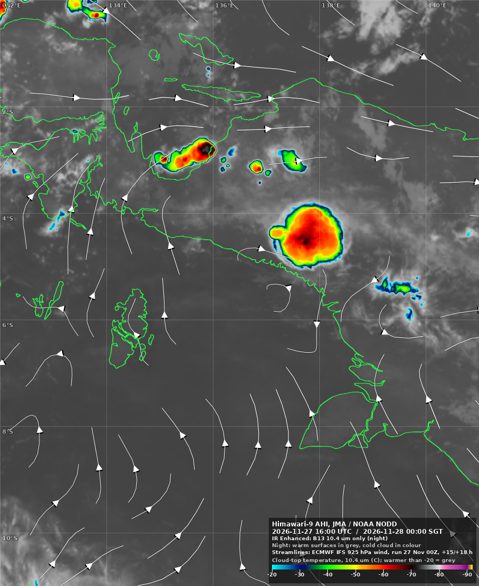 134°E
136°E
138°E
140°E
4°S
6°S
8°S
10°S
Himawari-9 AHI, JMA / NOAA NODD
2026-11-27 16:00 UTC / 2026-11-28 00:00 SGT
IR Enhanced: B13 10.4 um only (night)
Night: warm surfaces in grey, cold cloud in colour
Streamlines: ECMWF IFS 925 hPa wind, run 27 Nov 00Z, +15/+18 h
Cloud-top temperature, 10.4 um (C): warmer than -20 = grey
-20 -30 -40 -50 -60 -70 -80 -90